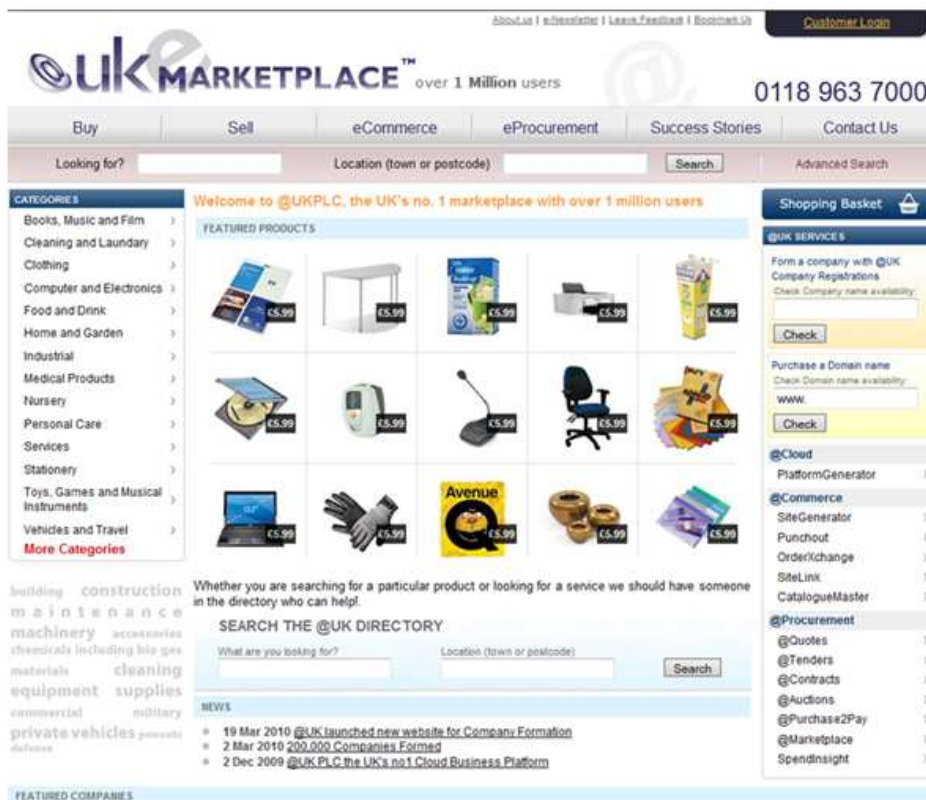 About us | e-Newsletter | Leave Feedback | Bookmark Us
Customer Login
@uk e MARKETPLACE™ over 1 Million users
0118 963 7000
Buy Sell eCommerce eProcurement Success Stories Contact Us
Looking for? Location (town or postcode) Search Advanced Search
CATEGORIES
Books, Music and Film
Cleaning and Laundary
Clothing
Computer and Electronics
Food and Drink
Home and Garden
Industrial
Medical Products
Nursery
Personal Care
Services
Stationery
Toys, Games and Musical
Instruments
Vehicles and Travel
More Categories
building construction
maintenance
machinery accessories
chemicals including bio gas
materials cleaning
equipment supplies
commercial military
private vehicles
defense
Welcome to @UKPLC, the UK's no. 1 marketplace with over 1 million users
FEATURED PRODUCTS
£5.99 £5.99 £5.99 £5.99 £5.99
£5.99 £5.99 £5.99 £5.99 £5.99
Avenue
Q
£5.99 £5.99 £5.99 £5.99 £5.99
Whether you are searching for a particular product or looking for a service we should have someone
in the directory who can help!.
SEARCH THE @UK DIRECTORY
What are you looking for? Location (town or postcode)
Search
NEWS
19 Mar 2010 @UK launched new website for Company Formation
2 Mar 2010 200,000 Companies Formed
2 Dec 2009 @UK PLC the UK's no1 Cloud Business Platform
Shopping Basket
@UK SERVICES
Form a company with @UK
Company Registrations
Check Company name availability:
Check
Purchase a Domain name
Check Domain name availability:
www.
Check
@Cloud
PlatformGenerator
@Commerce
SiteGenerator
Punchout
OrderXchange
SiteLink
CatalogueMaster
@Procurement
@Quotes
@Tenders
@Contracts
@Auctions
@Purchase2Pay
@Marketplace
SpendInsight
FEATURED COMPANIES